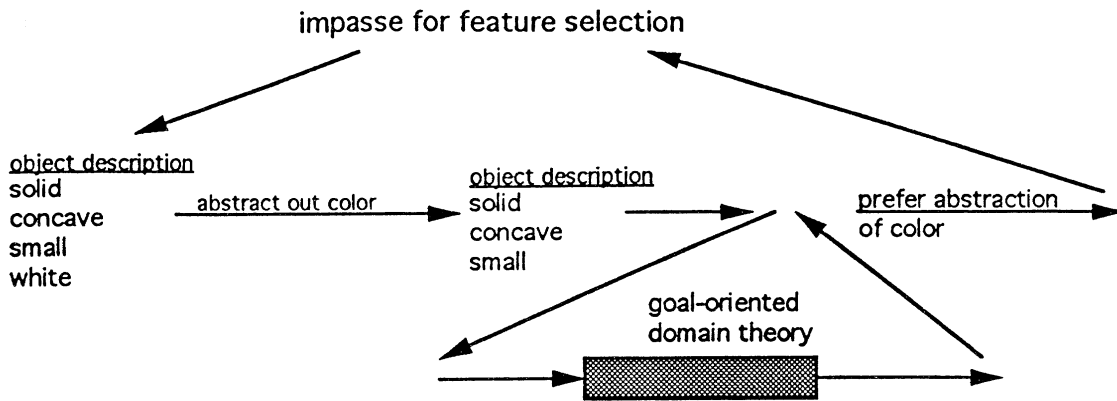 impasse for feature selection
object description
solid
concave
small
white
abstract out color
object description
solid
concave
small
prefer abstraction
of color
goal-oriented
domain theory